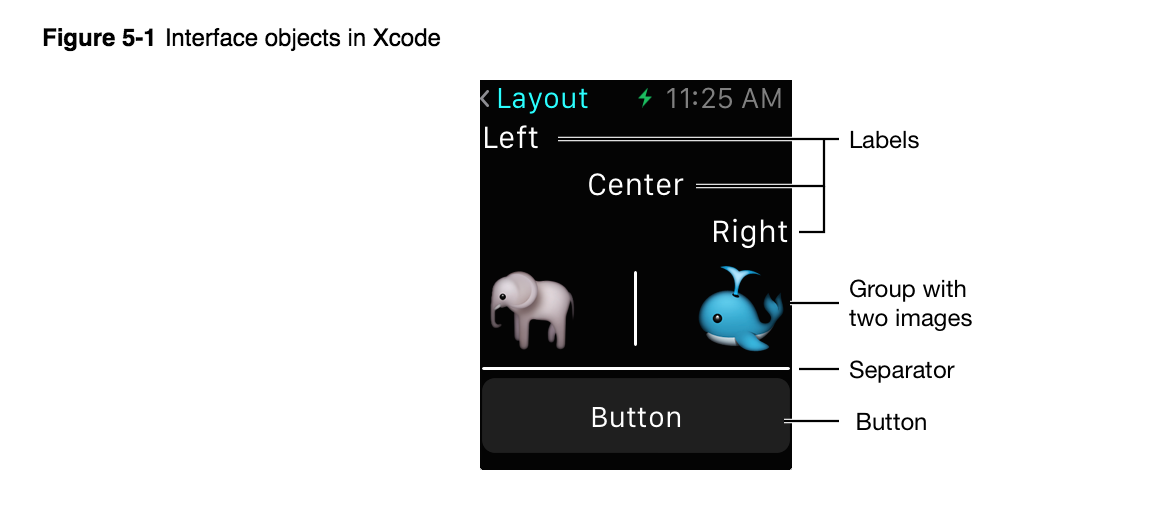 Figure 5-1 Interface objects in Xcode
< Layout 11:25 AM
Left
Labels
Center
Right
Group with
two images
Separator
Button
Button